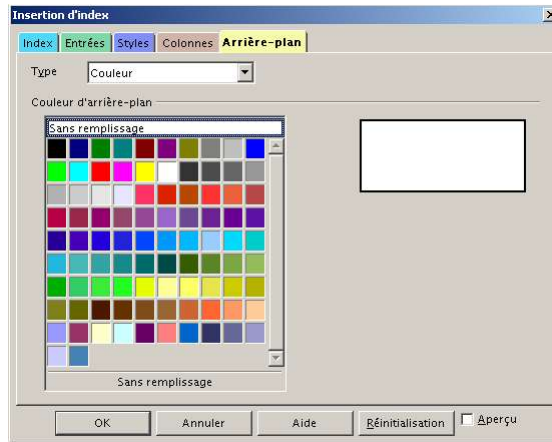 Insertion d'index
Index Entrées Styles Colonnes Arrière-plan
Type Couleur
Couleur d'arrière-plan
Sans remplissage
Sans remplissage
OK Annuler Aide Réinitialisation Aperçu